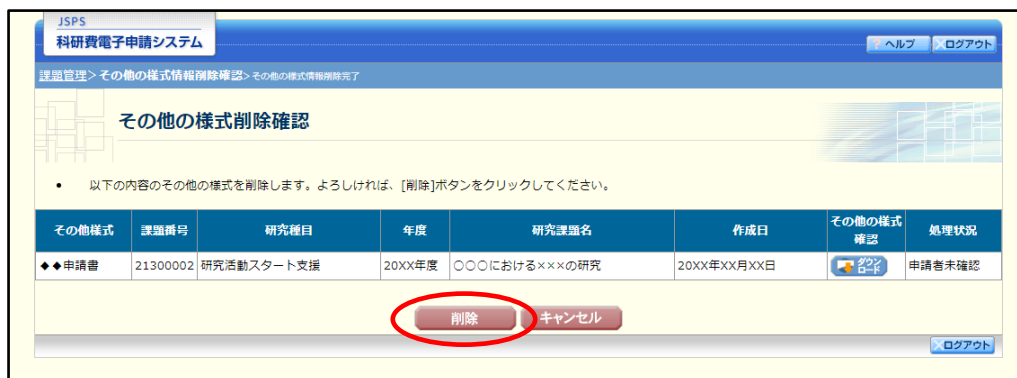 JSPS
科研費電子申請システム
? ヘルプ
×ログアウト
課題管理>その他の様式情報削除確認>その他の様式情報削除完了
その他の様式削除確認
• 以下の内容のその他の様式を削除します。よろしければ、[削除]ボタンをクリックしてください。
その他様式 課題番号 研究種目 年度 研究課題名 作成日 その他の様式 処理状況
確認
◆◆申請書 21300002 研究活動スタート支援 20XX年度 ○○○における×××の研究 20XX年XX月XX日 ダウン 申請者未確認
ロード
削除 キャンセル
×ログアウト